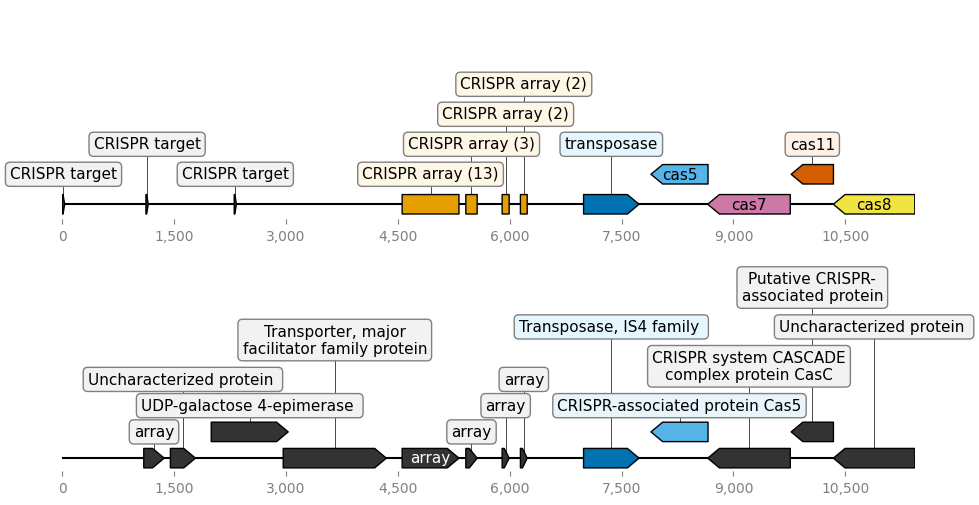 CRISPR array (2)
CRISPR array (2)
CRISPR target
CRISPR array (3)
transposase
cas11
CRISPR target
CRISPR target
CRISPR array (13)
cas5
cas7
cas8
0
1,500
3,000
4,500
6,000
7,500
9,000
10,500
Putative CRISPR-
associated protein
Transporter, major
facilitator family protein
Transposase, IS4 family
Uncharacterized protein
CRISPR system CASCADE
complex protein CasC
Uncharacterized protein
array
UDP-galactose 4-epimerase
array
CRISPR-associated protein Cas5
array
array
array
0
1,500
3,000
4,500
6,000
7,500
9,000
10,500